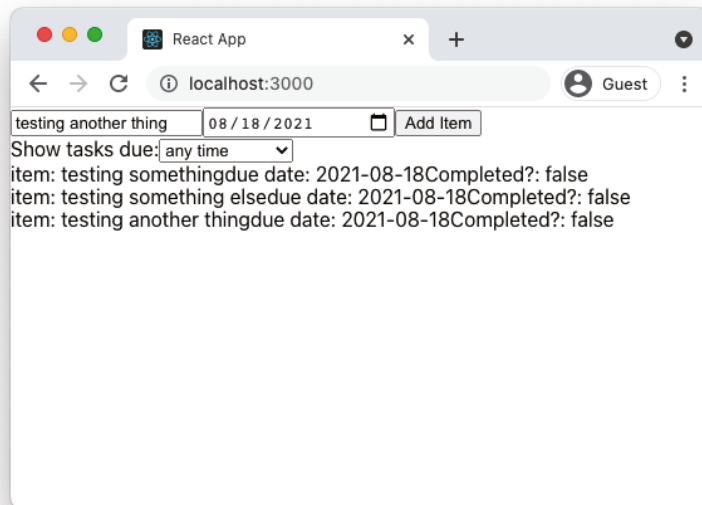 React App
localhost:3000
Guest
testing another thing 08/18/2021 Add Item
Show tasks due: any time
item: testing somethingdue date: 2021-08-18Completed?: false
item: testing something elsedue date: 2021-08-18Completed?: false
item: testing another thingdue date: 2021-08-18Completed?: false